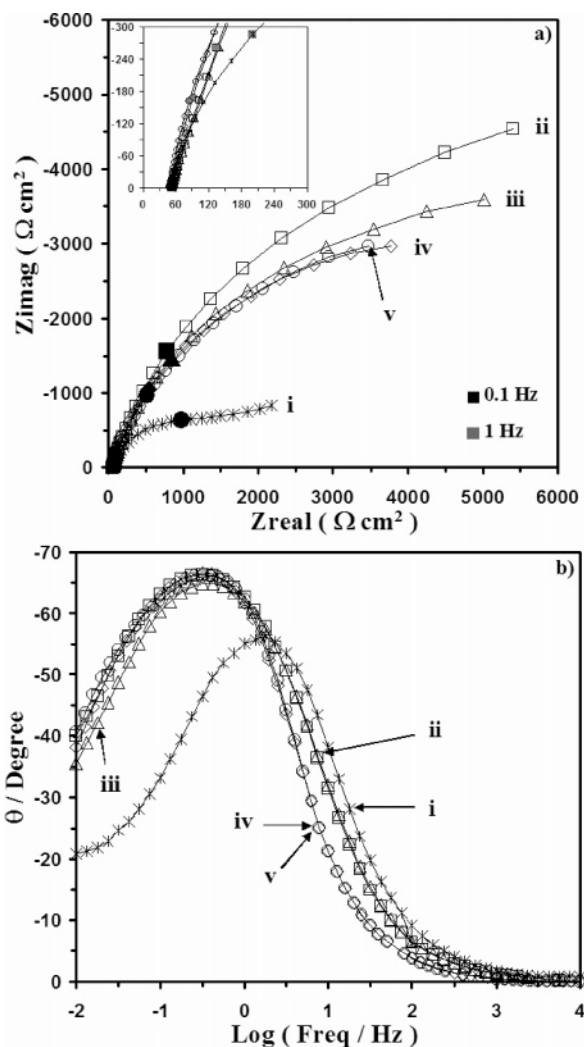 a)
-6000
-5000
-4000
-3000
-2000
-1000
0
Zimag ( Ω cm²)
-300
-240
-180
-120
-60
0
0 60 120 180 240 300
ii
iii
iv
v
i
0.1 Hz
1 Hz
0 1000 2000 3000 4000 5000 6000
Zreal ( Ω cm²)
b)
-70
-60
-50
-40
-30
-20
-10
0
θ / Degree
iii
ii
i
iv
v
-2 -1 0 1 2 3 4
Log ( Freq / Hz )